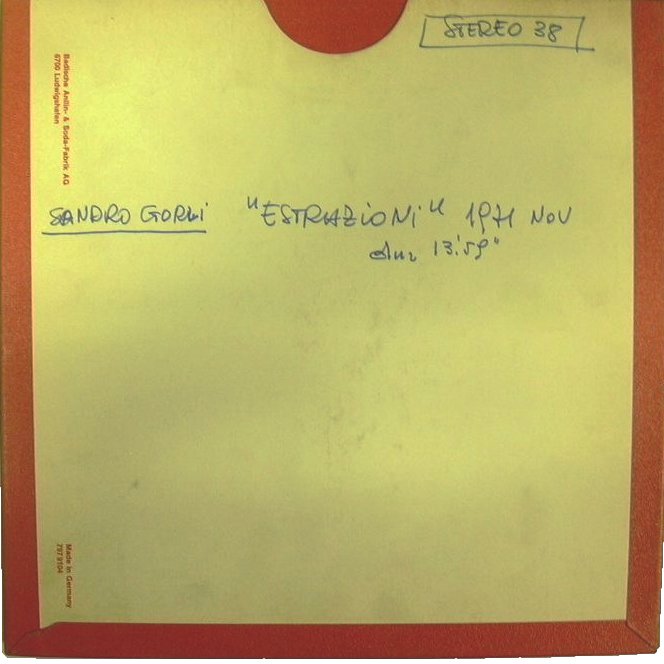 STEREO 38
Badische Anilin- & Soda-Fabrik AG
6700 Ludwigshafen
SANDRO GORLI "ESTRAZIONI" 1971 NOV
13'59"
Made in Germany